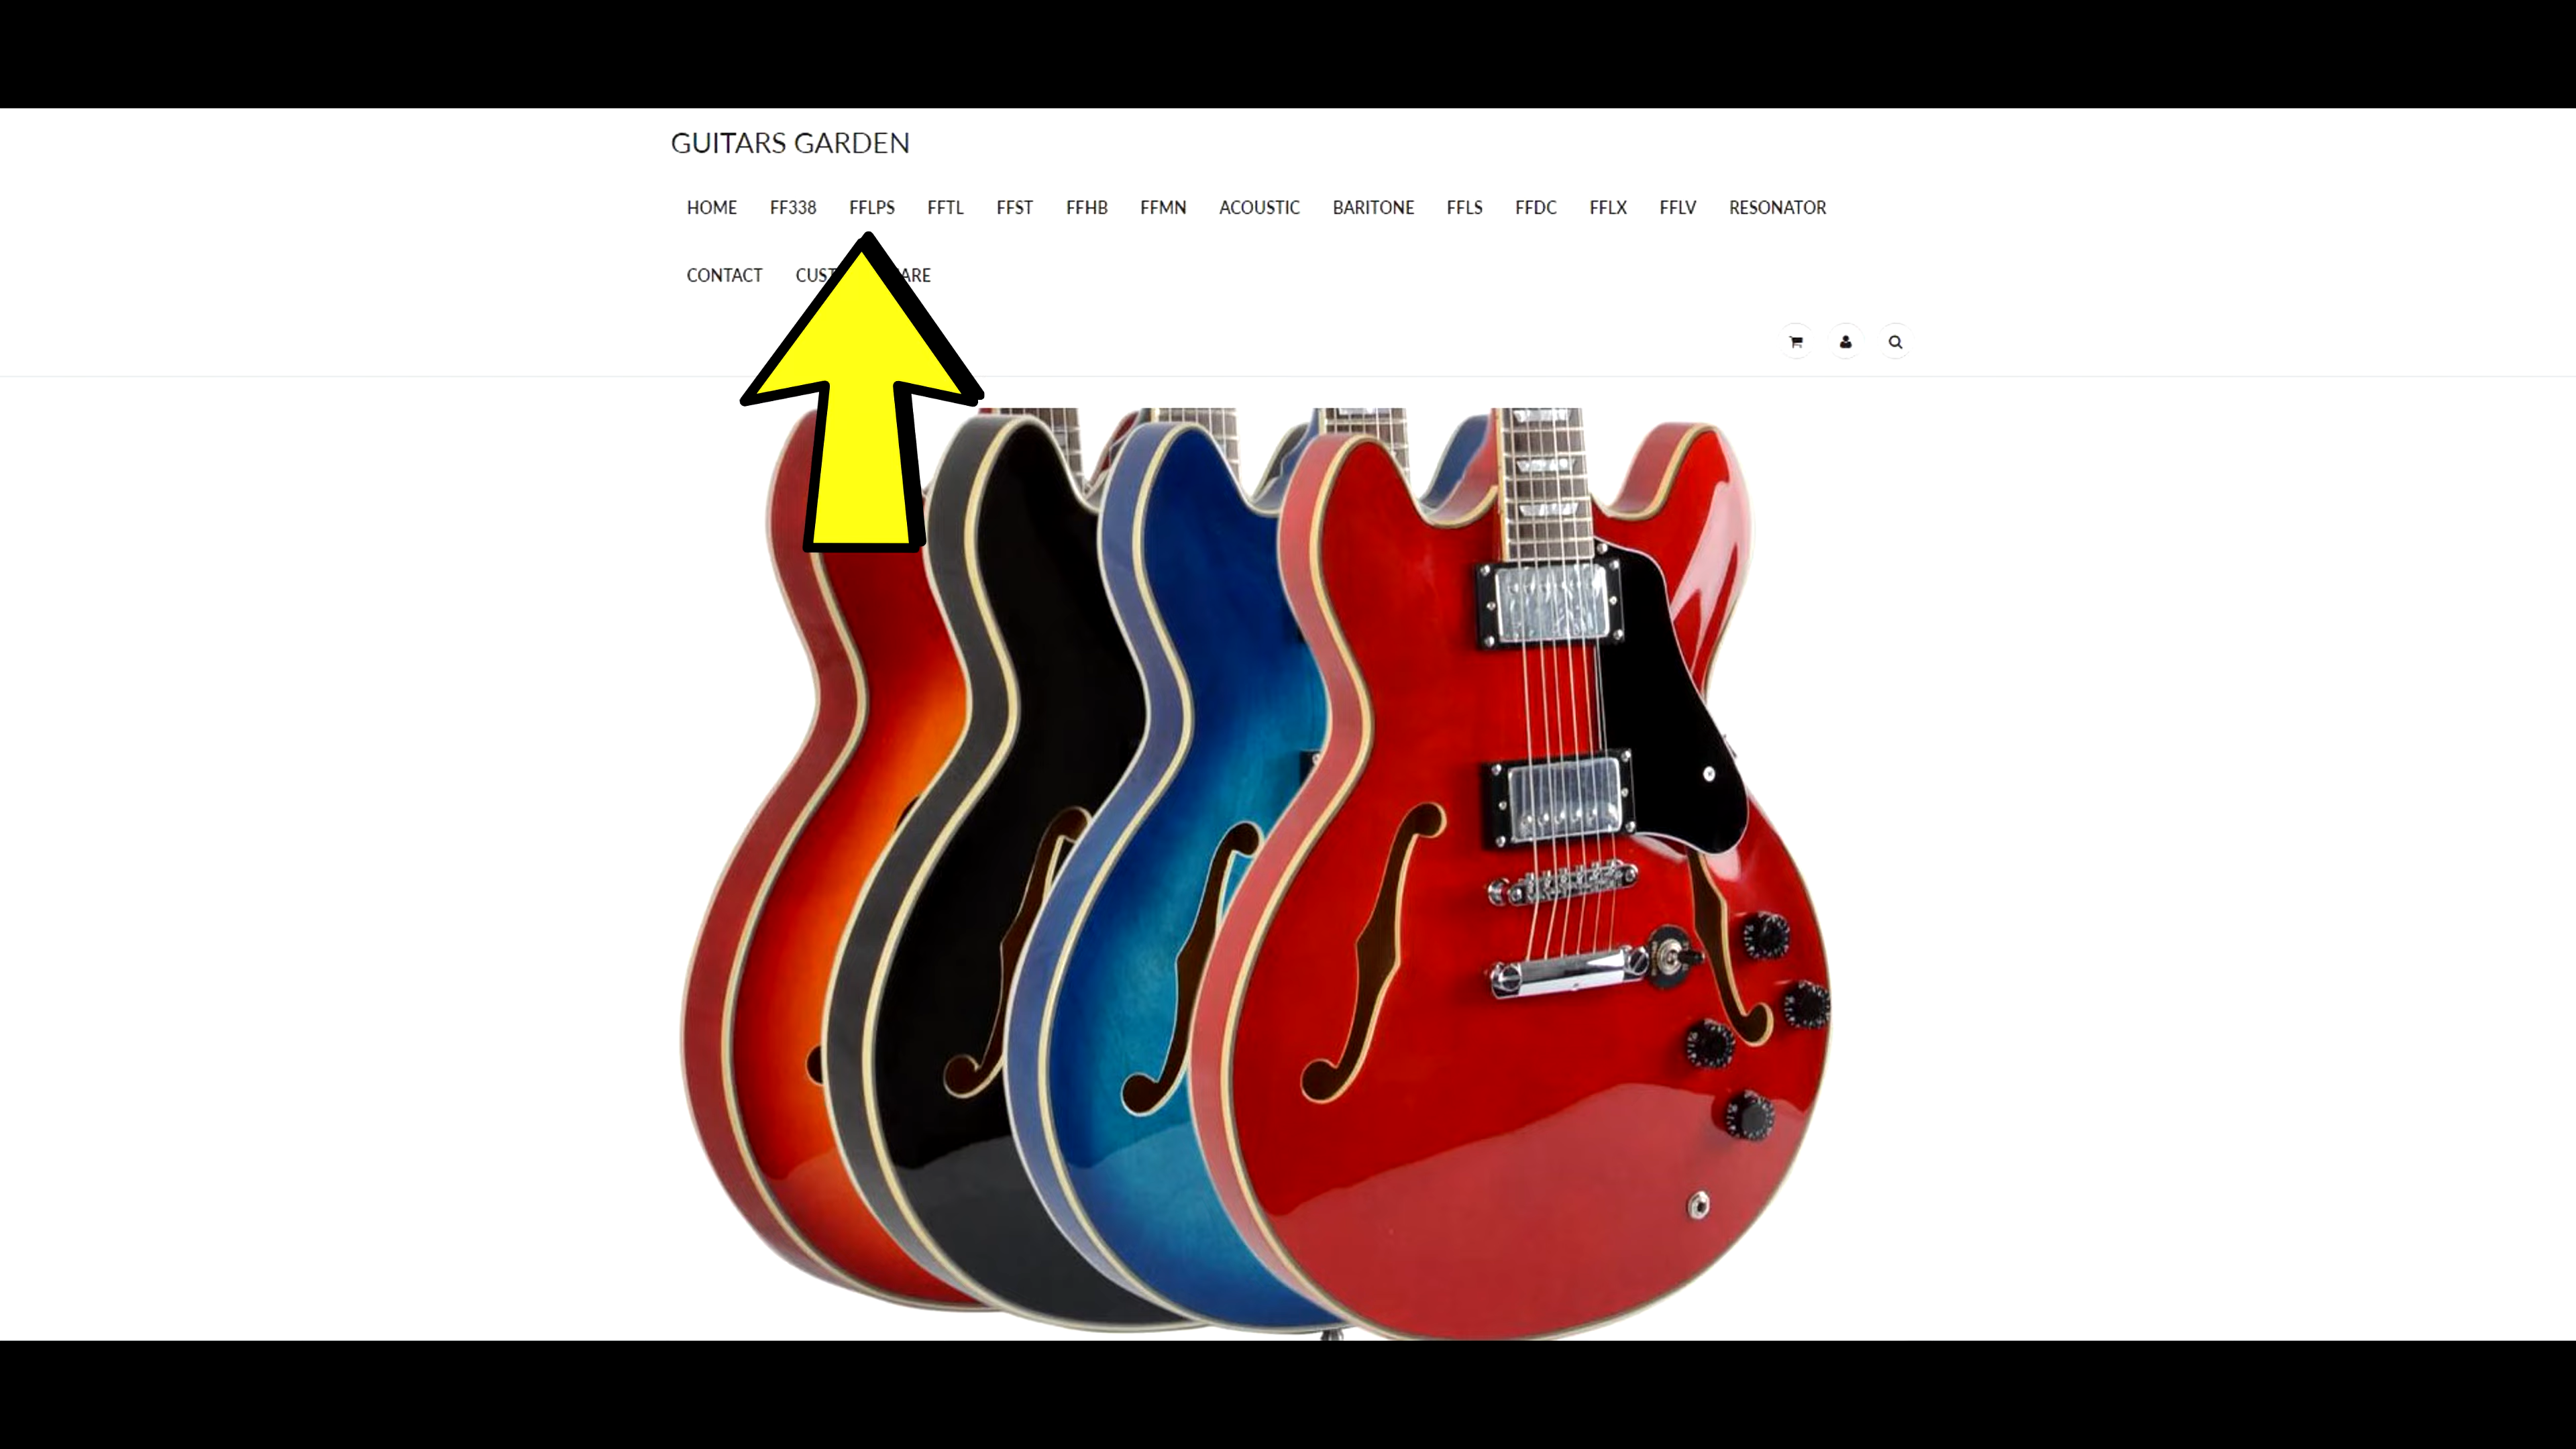 GUITARS GARDEN
HOME FF338 FFLPS FFTL FFST FFHB FFMN ACOUSTIC BARITONE FFLS FFDC FFLX FFLV RESONATOR
CONTACT